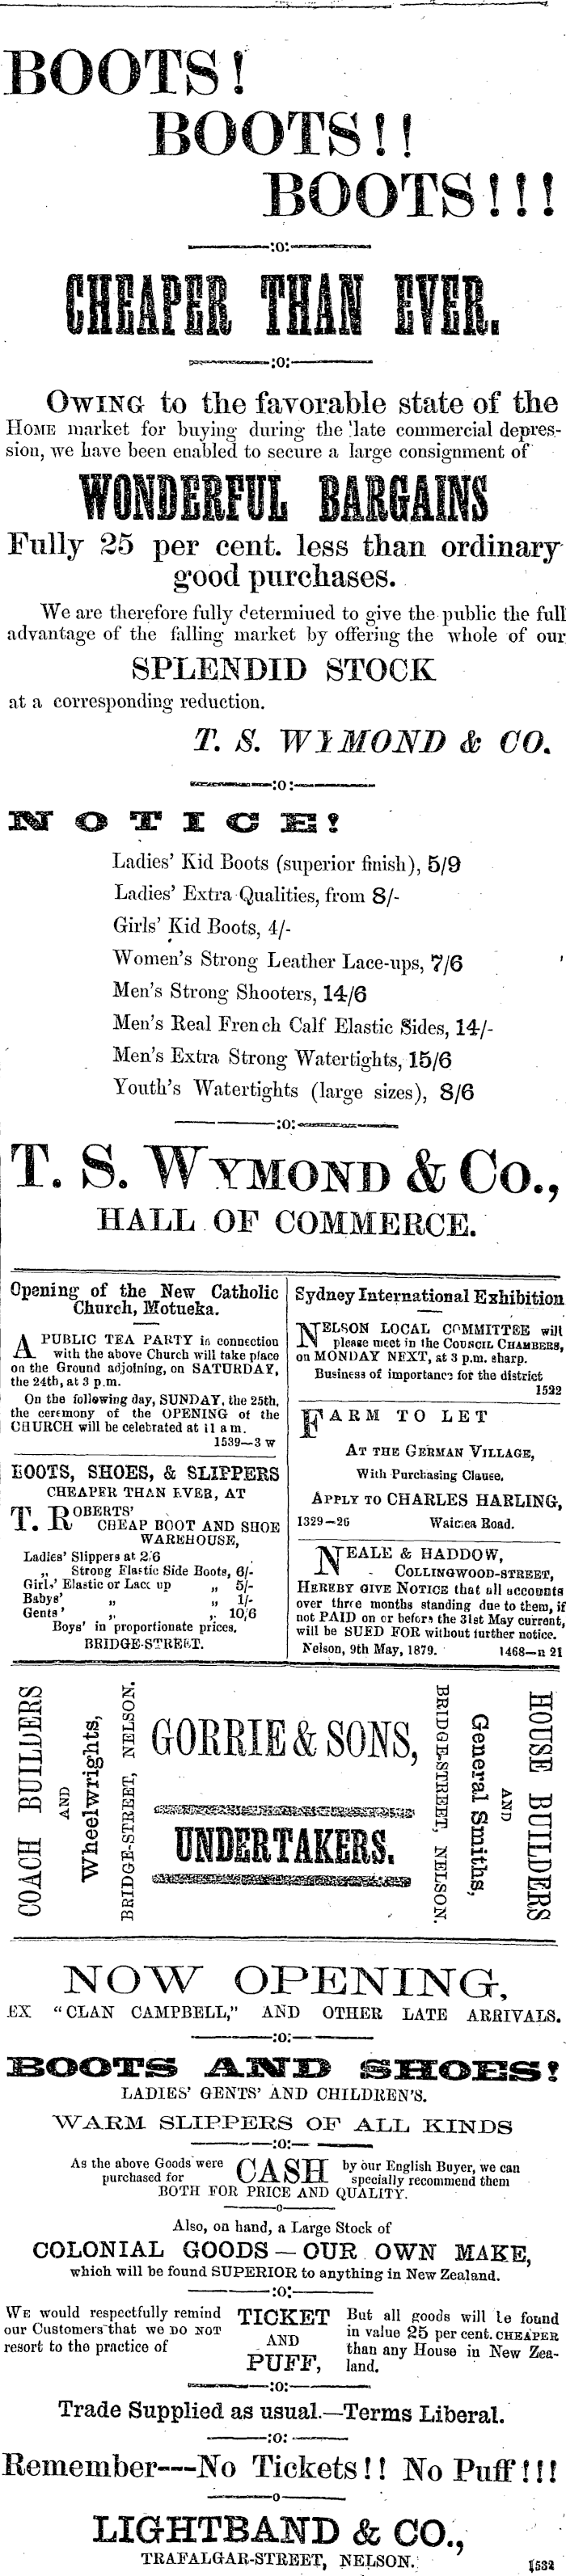 BOOTS!
BOOTS!!
BOOTS!!!
:o:
CHEAPER THAN EVER.
:o:
OWING to the favorable state of the
HOME market for buying during the late commercial depres-
sion, we have been enabled to secure a large consignment of
WONDERFUL BARGAINS
Fully 25 per cent. less than ordinary
good purchases.
We are therefore fully determined to give the public the full
advantage of the falling market by offering the whole of our
SPLENDID STOCK
at a corresponding reduction.
T. S. WYMOND & CO.
:o:
NOTICE!
Ladies' Kid Boots (superior finish), 5/9
Ladies' Extra Qualities, from 8/-
Girls' Kid Boots, 4/-
Women's Strong Leather Lace-ups, 7/6
Men's Strong Shooters, 14/6
Men's Real French Calf Elastic Sides, 14/-
Men's Extra Strong Watertights, 15/6
Youth's Watertights (large sizes), 8/6
:o:
T. S. WYMOND & Co.,
HALL OF COMMERCE.
Opening of the New Catholic
Church, Motueka.
A PUBLIC TEA PARTY in connection
with the above Church will take place
on the Ground adjoining, on SATURDAY,
the 24th, at 3 p.m.
On the following day, SUNDAY, the 25th,
the ceremony of the OPENING of the
CHURCH will be celebrated at 11 a m.
1539—3 w
BOOTS, SHOES, & SLIPPERS
CHEAPER THAN EVER, AT
T. ROBERTS'
CHEAP BOOT AND SHOE
WAREHOUSE,
Ladies' Slippers at 2/6
„ Strong Elastic Side Boots, 6/-
Girls' Elastic or Lace up „ 5/-
Babys' „ „ 1/-
Gents' „ „ 10/6
Boys' in proportionate prices.
BRIDGE-STREET.
Sydney International Exhibition
NELSON LOCAL COMMITTEE will
please meet in the COUNCIL CHAMBERS,
on MONDAY NEXT, at 3 p.m. sharp.
Business of importance for the district
1522
FARM TO LET
AT THE GERMAN VILLAGE,
With Purchasing Clause.
APPLY TO CHARLES HARLING,
1329—26 Waimea Road.
NEALE & HADDOW,
COLLINGWOOD-STREET,
HEREBY GIVE NOTICE that all accounts
over three months standing due to them, if
not PAID on or before the 31st May current,
will be SUED FOR without further notice.
Nelson, 9th May, 1879. 1468—n 21
COACH BUILDERS
AND
Wheelwrights,
BRIDGE-STREET, NELSON.
GORRIE & SONS,
UNDERTAKERS.
BRIDGE-STREET, NELSON.
General Smiths,
AND
HOUSE BUILDERS
NOW OPENING,
EX "CLAN CAMPBELL," AND OTHER LATE ARRIVALS.
:o:
BOOTS AND SHOES!
LADIES' GENTS' AND CHILDREN'S.
WARM SLIPPERS OF ALL KINDS
:o:
As the above Goods were purchased for CASH by our English Buyer, we can specially recommend them
BOTH FOR PRICE AND QUALITY.
o
Also, on hand, a Large Stock of
COLONIAL GOODS — OUR OWN MAKE,
which will be found SUPERIOR to anything in New Zealand.
:o:
WE would respectfully remind
our Customers that we DO NOT
resort to the practice of
TICKET
AND
PUFF,
But all goods will be found
in value 25 per cent. CHEAPER
than any House in New Zea-
land.
:o:
Trade Supplied as usual.—Terms Liberal.
:o:
Remember---No Tickets!! No Puff!!!
o
LIGHTBAND & CO.,
TRAFALGAR-STREET, NELSON. 1532